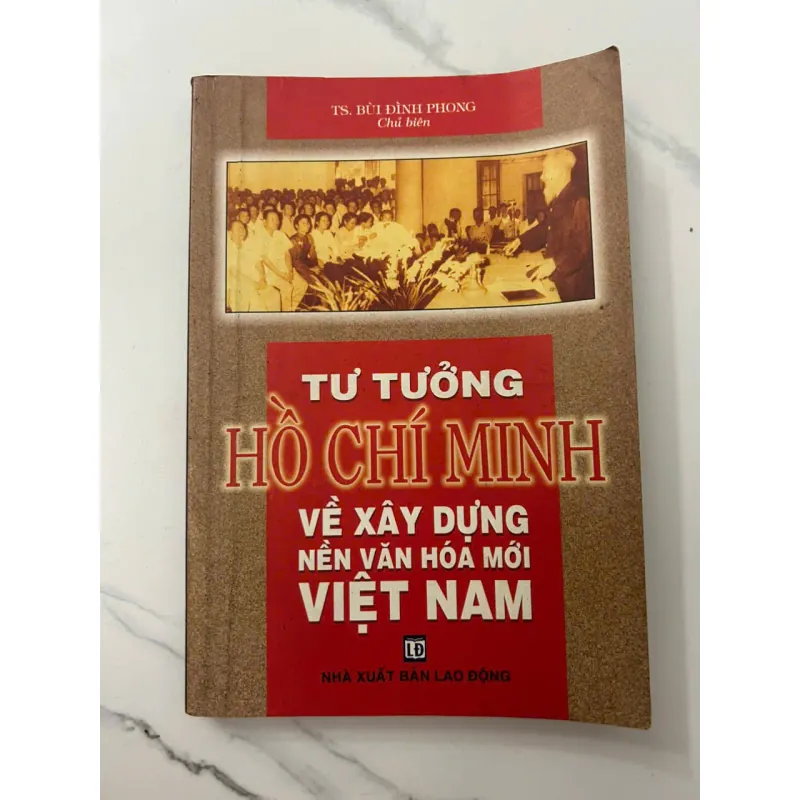 TS. BÙI ĐÌNH PHONG
Chủ biên
TƯ TƯỞNG
HỒ CHÍ MINH
VỀ XÂY DỰNG
NỀN VĂN HÓA MỚI
VIỆT NAM
LĐ
NHÀ XUẤT BẢN LAO ĐỘNG